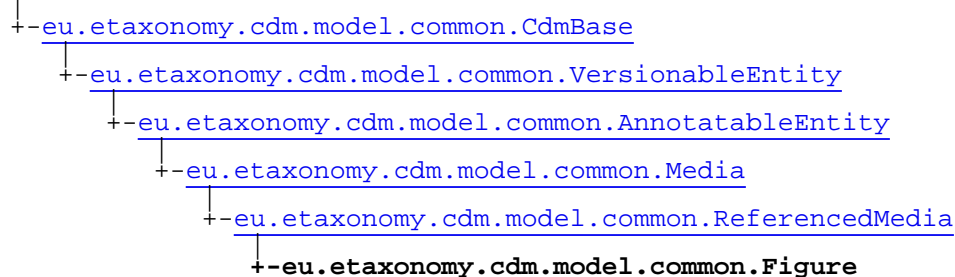 |
+-eu.etaxonomy.cdm.model.common.CdmBase
|
+-eu.etaxonomy.cdm.model.common.VersionableEntity
|
+-eu.etaxonomy.cdm.model.common.AnnotatableEntity
|
+-eu.etaxonomy.cdm.model.common.Media
|
+-eu.etaxonomy.cdm.model.common.ReferencedMedia
|
+-eu.etaxonomy.cdm.model.common.Figure